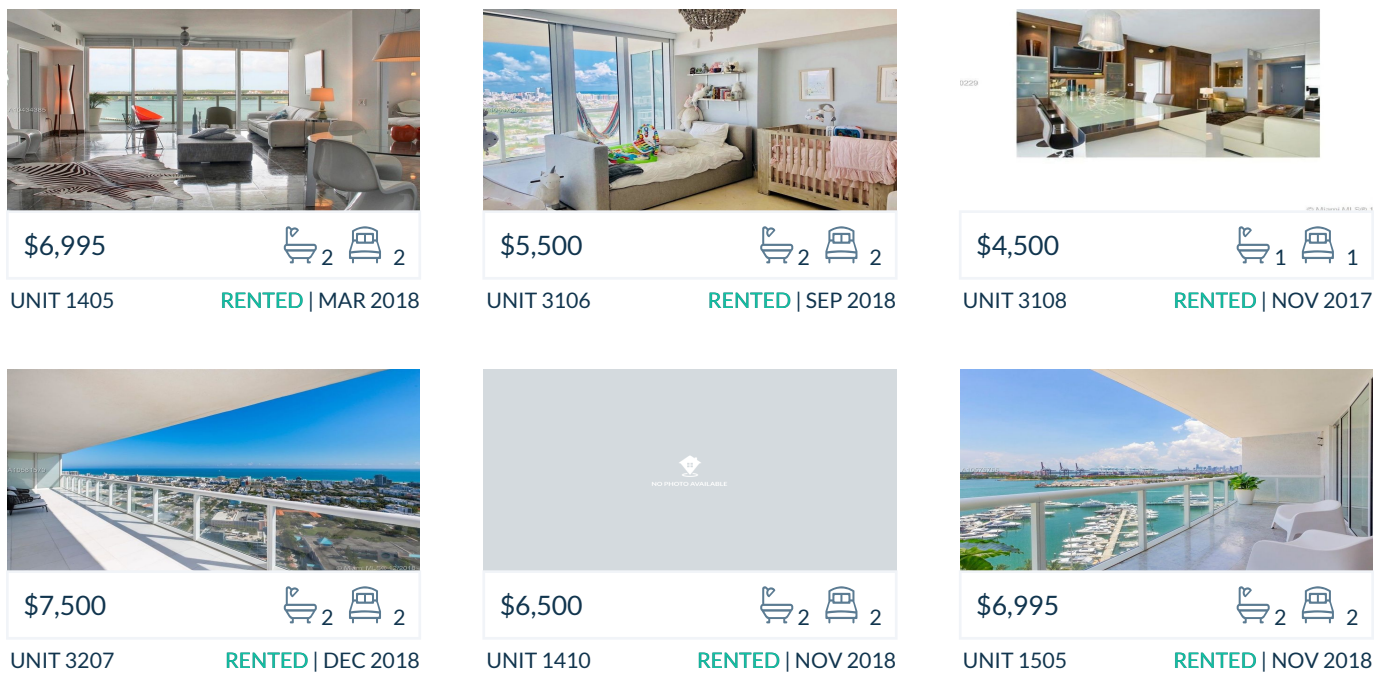 0229
© Miami MLS
$6,995 2 2
UNIT 1405 RENTED | MAR 2018
$5,500 2 2
UNIT 3106 RENTED | SEP 2018
$4,500 1 1
UNIT 3108 RENTED | NOV 2017
NO PHOTO AVAILABLE
$7,500 2 2
UNIT 3207 RENTED | DEC 2018
$6,500 2 2
UNIT 1410 RENTED | NOV 2018
$6,995 2 2
UNIT 1505 RENTED | NOV 2018